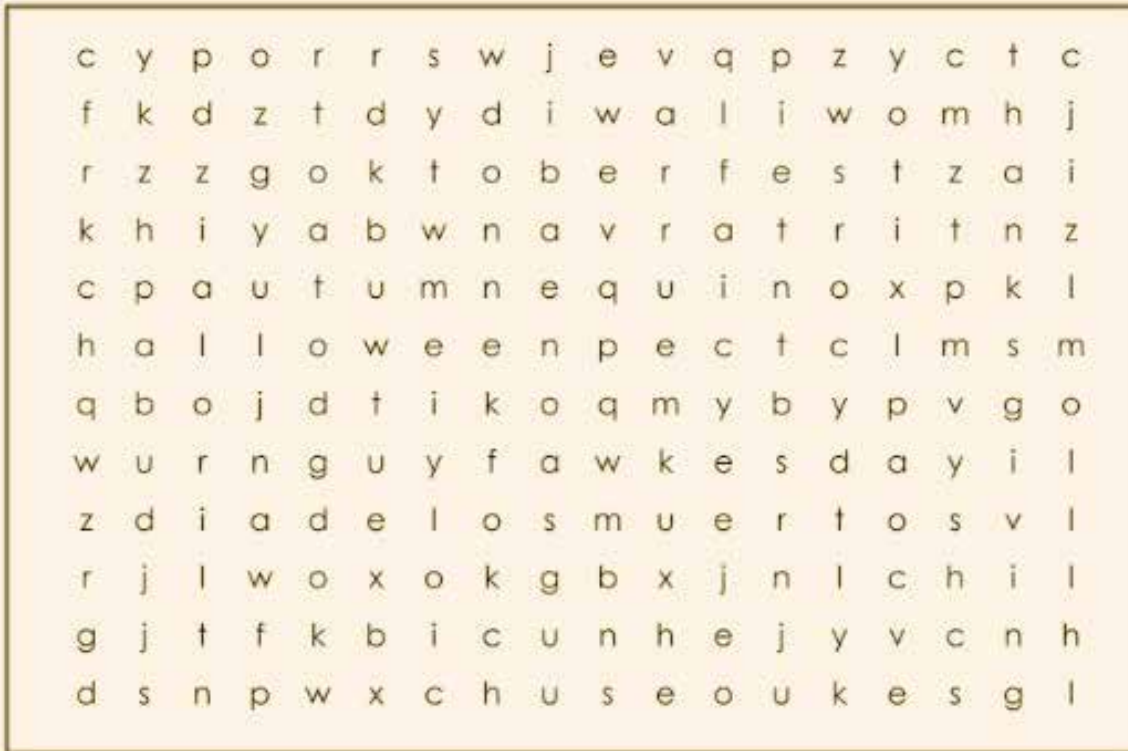 c y p o r r s w j e v q p z y c t c
f k d z t d y d i w a l i w o m h j
r z z g o k t o b e r f e s t z a i
k h i y a b w n a v r a t r i t n z
c p a u t u m n e q u i n o x p k l
h a l l o w e e n p e c t c l m s m
q b o j d t i k o q m y b y p v g o
w u r n g u y f a w k e s d a y i l
z d i a d e l o s m u e r t o s v l
r j l w o x o k g b x j n l c h i l
g j t f k b i c u n h e j y v c n h
d s n p w x c h u s e o u k e s g l